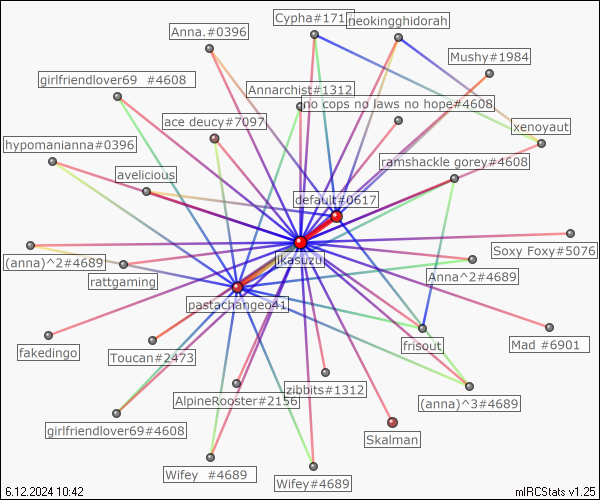 Cypha#1717
neokingghidorah
Anna.#0396
Mushy#1984
girlfriendlover69 #4608
Annarchist#1312
no cops no laws no hope#4608
ace deucy#7097
xenoyaut
hypomanianna#0396
ramshackle gorey#4608
avelicious
default#0617
Soxy Foxy#5076
ikasuzu
(anna)^2#4689
Anna^2#4689
rattgaming
pastachangeo41
frisout
Mad #6901
fakedingo
Toucan#2473
zibbits#1312
AlpineRooster#2156
(anna)^3#4689
girlfriendlover69#4608
Skalman
Wifey #4689
Wifey#4689
6.12.2024 10:42
mIRCStats v1.25